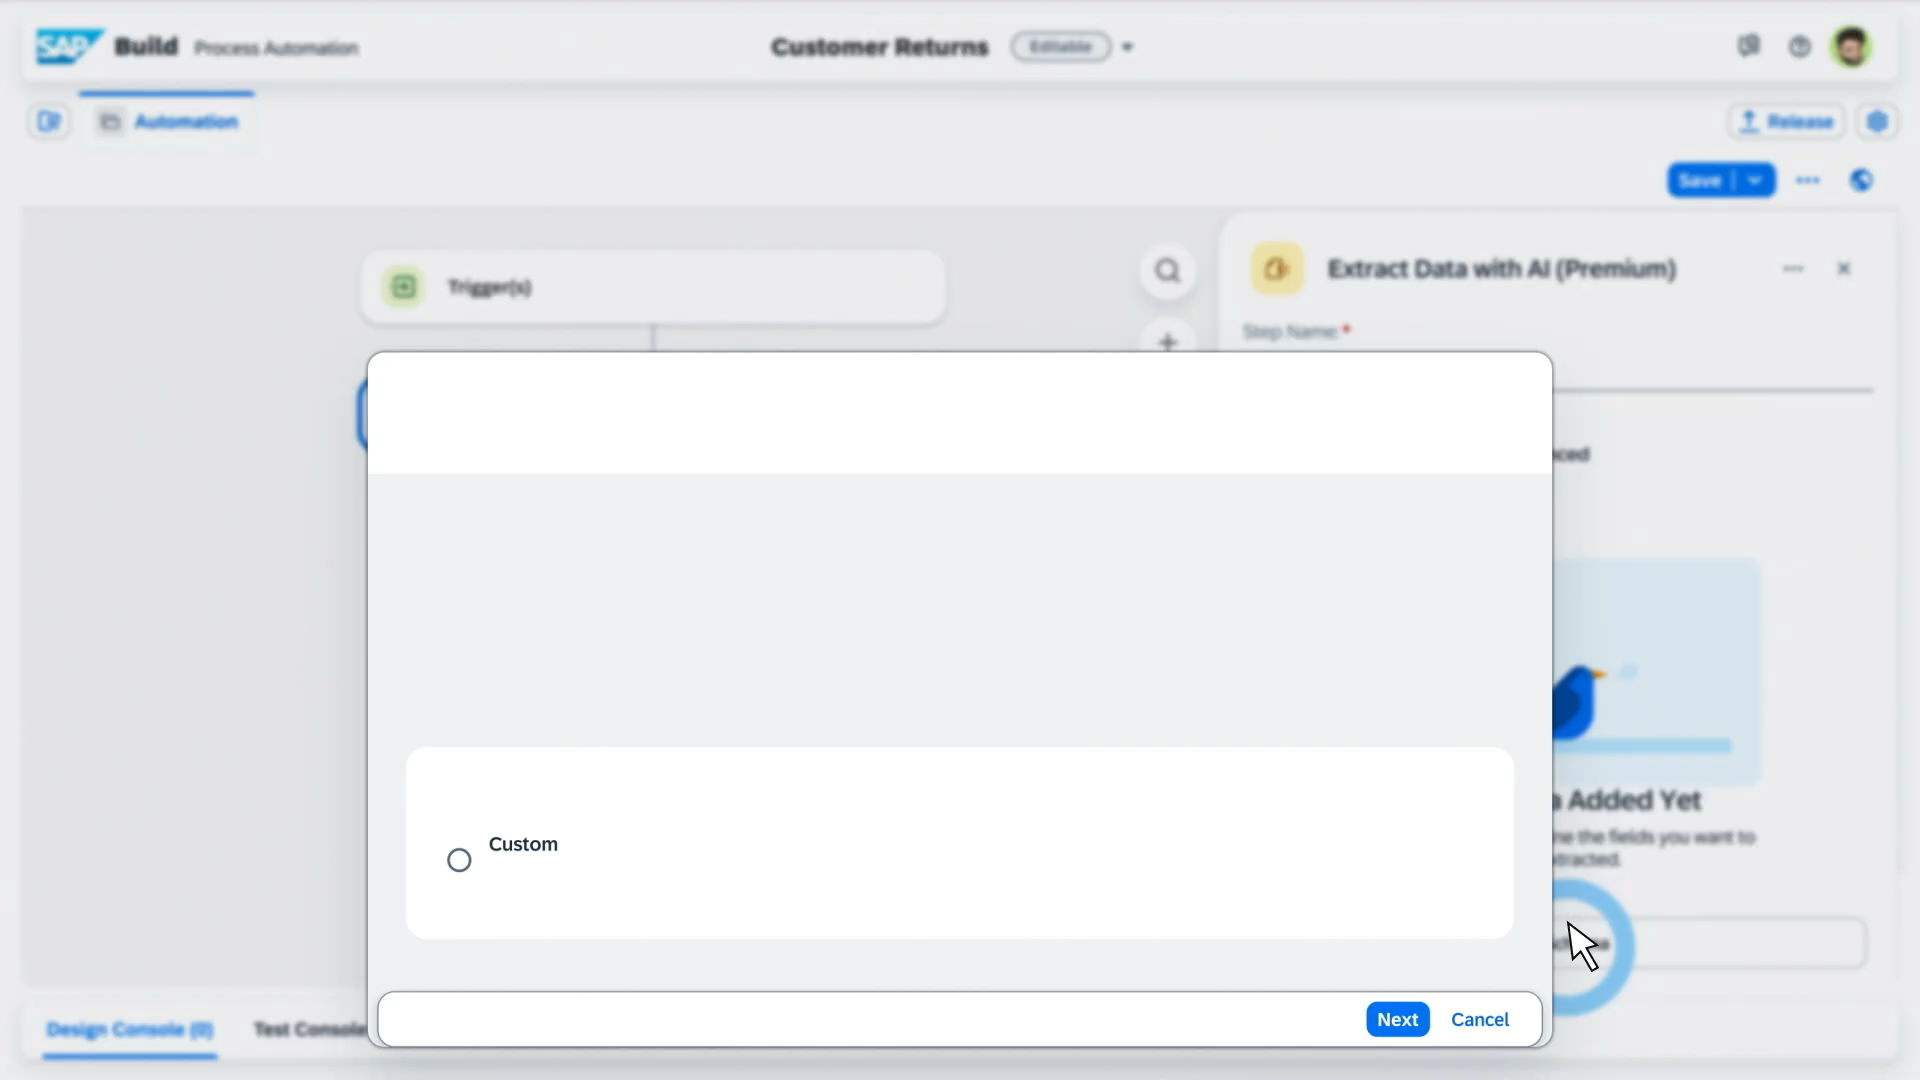 SAP Build Process Automation
Customer Returns Editable
Automation
Release
Save
Trigger(s)
Extract Data with AI (Premium)
Step Name:*
Added Yet
the fields you want to
Custom
Next Cancel
Design Console (0) Test Console